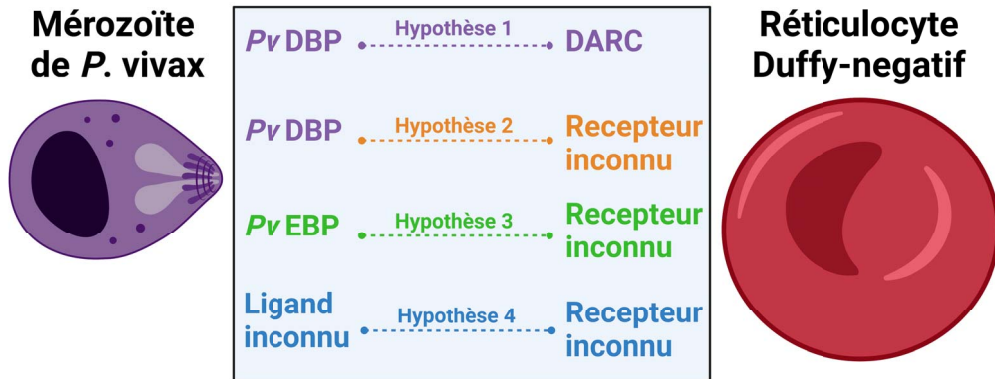 Mérozoïte
de P. vivax
Pv DBP
Hypothèse 1
DARC
Pv DBP
Hypothèse 2
Recepteur
inconnu
Pv EBP
Hypothèse 3
Recepteur
inconnu
Ligand
inconnu
Hypothèse 4
Recepteur
inconnu
Réticulocyte
Duffy-negatif